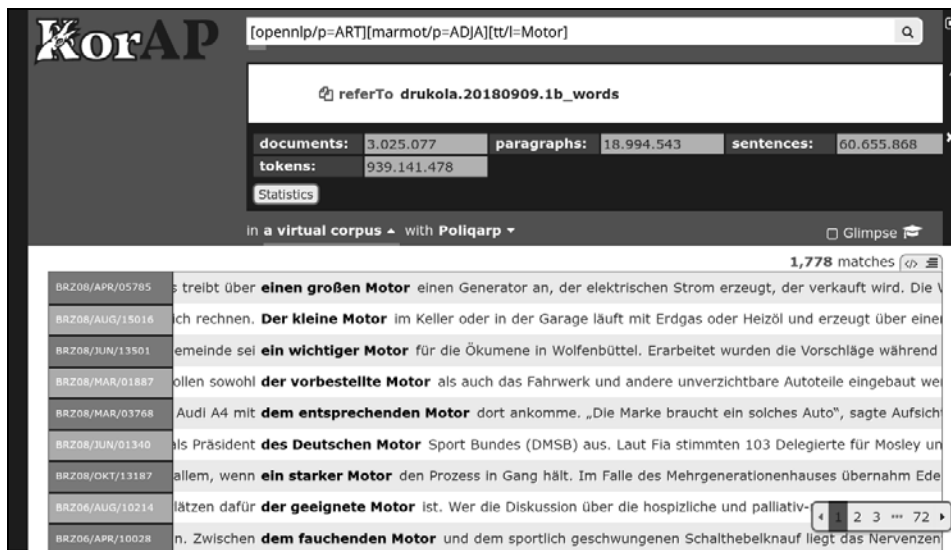 KorAP
[opennlp/p=ART][marmot/p=ADJA][tt/l=Motor]
referTo drukola.20180909.1b_words
documents: 3.025.077 paragraphs: 18.994.543 sentences: 60.655.868
tokens: 939.141.478
Statistics
in a virtual corpus with Poliqarp Glimpse
1,778 matches </>
BRZ08/APR/05785 s treibt über einen großen Motor einen Generator an, der elektrischen Strom erzeugt, der verkauft wird. Die
BRZ08/AUG/15016 ich rechnen. Der kleine Motor im Keller oder in der Garage läuft mit Erdgas oder Heizöl und erzeugt über eine
BRZ08/JUN/13501 emeinde sei ein wichtiger Motor für die Ökumene in Wolfenbüttel. Erarbeitet wurden die Vorschläge während
BRZ08/MAR/01887 ollen sowohl der vorbestellte Motor als auch das Fahrwerk und andere unverzichtbare Autoteile eingebaut we
BRZ08/MAR/03768 Audi A4 mit dem entsprechenden Motor dort ankomme. „Die Marke braucht ein solches Auto“, sagte Aufsich
BRZ08/JUN/01340 als Präsident des Deutschen Motor Sport Bundes (DMSB) aus. Laut Fia stimmten 103 Delegierte für Mosley un
BRZ08/OKT/13187 allem, wenn ein starker Motor den Prozess in Gang hält. Im Falle des Mehrgenerationenhauses übernahm Ede
BRZ06/AUG/10214 lätzen dafür der geeignete Motor ist. Wer die Diskussion über die hospizliche und palliativ- 1 2 3 ... 72
BRZ06/APR/10028 n. Zwischen dem fauchenden Motor und dem sportlich geschwungenen Schalthebelknauf liegt das Nervenzen